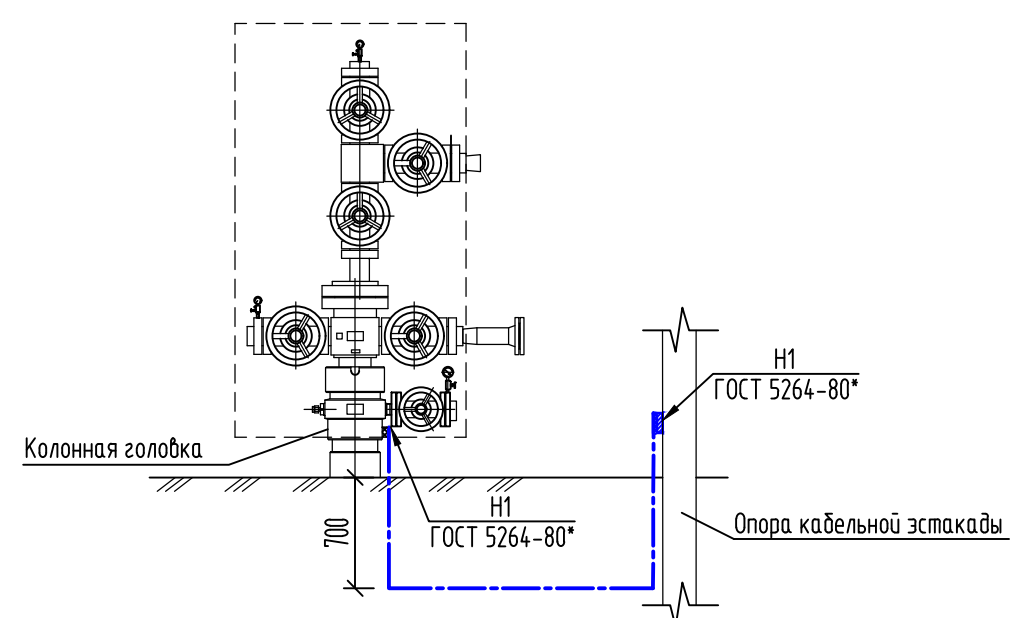 Н1
ГОСТ 5264-80*
Колонная головка
Н1
ГОСТ 5264-80*
700
Опора кабельной эстакады